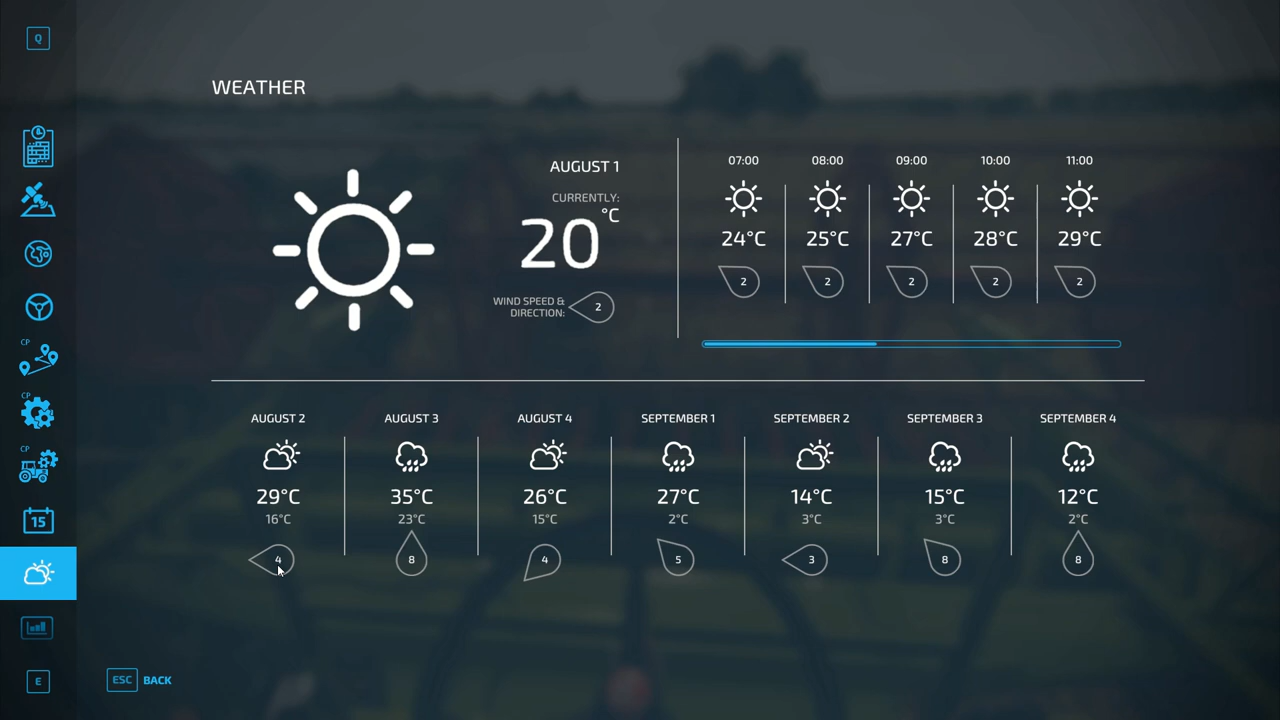 Q
WEATHER
AUGUST 1
CURRENTLY:
20 °C
WIND SPEED &
DIRECTION:
2
07:00 08:00 09:00 10:00 11:00
24°C 25°C 27°C 28°C 29°C
2 2 2 2 2
CP
CP
CP
15
AUGUST 2 AUGUST 3 AUGUST 4 SEPTEMBER 1 SEPTEMBER 2 SEPTEMBER 3 SEPTEMBER 4
29°C 35°C 26°C 27°C 14°C 15°C 12°C
16°C 23°C 15°C 2°C 3°C 3°C 2°C
4 8 4 5 3 8 8
E
ESC BACK